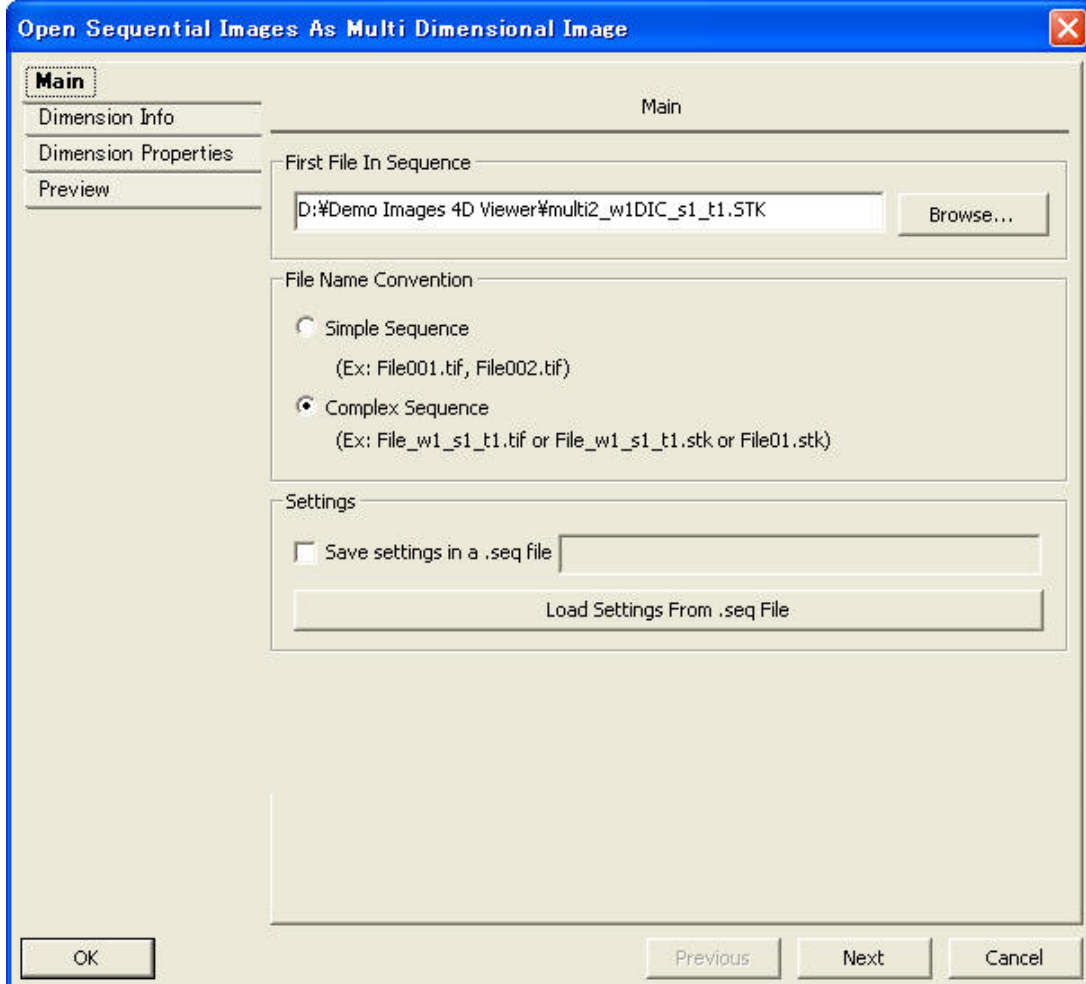 Open Sequential Images As Multi Dimensional Image
Main
Dimension Info
Dimension Properties
Preview
Main
First File In Sequence
D:¥Demo Images 4D Viewer¥multi2_w1DIC_s1_t1.STK
Browse...
File Name Convention
Simple Sequence
(Ex: File001.tif, File002.tif)
Complex Sequence
(Ex: File_w1_s1_t1.tif or File_w1_s1_t1.stk or File01.stk)
Settings
Save settings in a .seq file
Load Settings From .seq File
OK
Previous
Next
Cancel